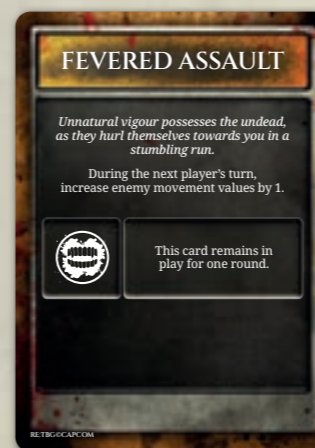 FEVERED ASSAULT
Unnatural vigour possesses the undead,
as they hurl themselves towards you in a
stumbling run.
During the next player's turn,
increase enemy movement values by 1.
This card remains in
play for one round.
RE:TBG©CAPCOM